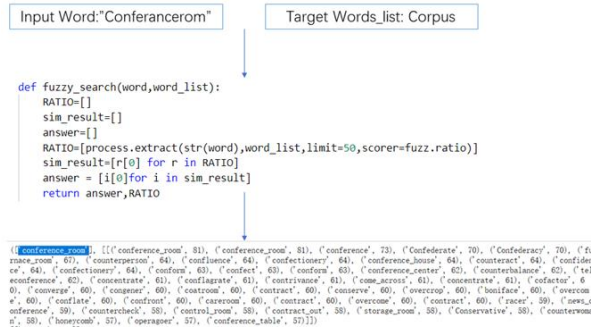 Input Word:"Conferancerom"
Target Words_list: Corpus
def fuzzy_search(word,word_list):
RATIO=[]
sim_result=[]
answer=[]
RATIO=[process.extract(str(word),word_list,limit=50,scorer=fuzz.ratio)]
sim_result=[r[0] for r in RATIO]
answer = [i[0]for i in sim_result]
return answer,RATIO
(['conference_room'], [[('conference_room', 81), ('conference_room', 81), ('conference', 73), ('Confederate', 70), ('Confederacy', 70), ('fu
rnace_room', 67), ('counterperson', 64), ('confluence', 64), ('confectionery', 64), ('conference_house', 64), ('counteract', 64), ('confiden
ce', 64), ('confectionery', 64), ('conform', 63), ('confect', 63), ('conform', 63), ('conference_center', 62), ('counterbalance', 62), ('tel
econference', 62), ('concentrate', 61), ('conflagrate', 61), ('contrivance', 61), ('come_across', 61), ('concentrate', 61), ('cofactor', 6
0), ('converge', 60), ('congener', 60), ('coatroom', 60), ('contract', 60), ('conserve', 60), ('overcrop', 60), ('boniface', 60), ('overcom
e', 60), ('conflate', 60), ('confront', 60), ('careroom', 60), ('contract', 60), ('overcome', 60), ('contract', 60), ('racer', 59), ('news_c
onference', 59), ('countercheck', 58), ('control_room', 58), ('contract_out', 58), ('storage_room', 58), ('Conservative', 58), ('counterwoma
n', 58), ('honeycomb', 57), ('operagoer', 57), ('conference_table', 57)]])